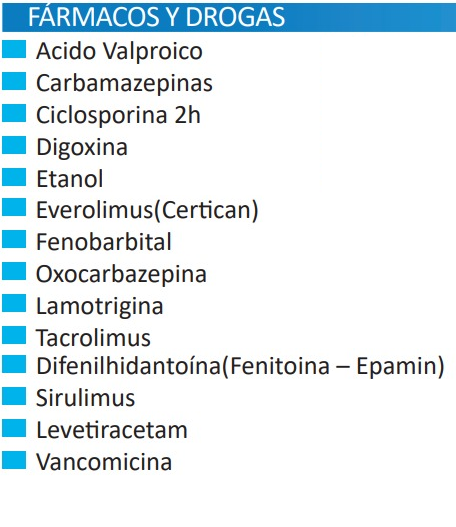 FÁRMACOS Y DROGAS
Acido Valproico
Carbamazepinas
Ciclosporina 2h
Digoxina
Etanol
Everolimus(Certican)
Fenobarbital
Oxocarbazepina
Lamotrigina
Tacrolimus
Difenilhidantoína(Fenitoina – Epamin)
Sirulimus
Levetiracetam
Vancomicina